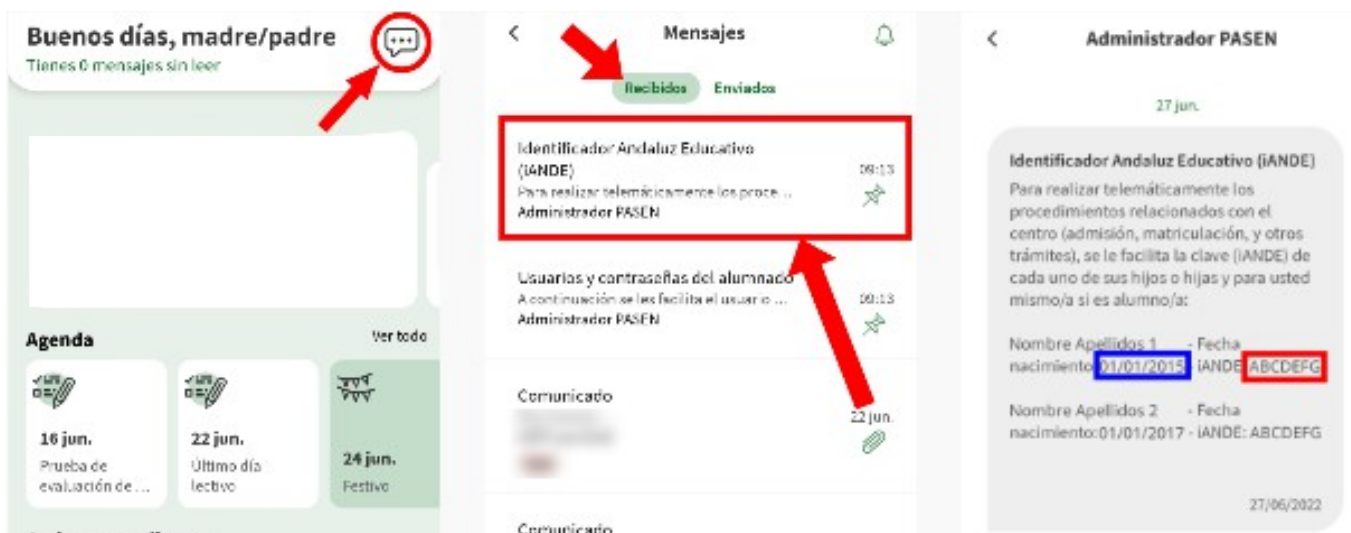 Buenos días, madre/padre
Tienes 0 mensajes sin leer
Agenda
Ver todo
16 jun.
Prueba de
evaluación de ...
22 jun.
Último día
lectivo
24 jun.
Festivo
Mensajes
Recibidos Enviados
Identificador Andaluz Educativo
(iANDE)
09:13
Para realizar telemáticamente los proce...
Administrador PASEN
Usuarios y contraseñas del alumnado
A continuación se les facilita el usuario ...
09:13
Administrador PASEN
Comunicado
22 jun.
Comunicado
Administrador PASEN
27 jun.
Identificador Andaluz Educativo (iANDE)
Para realizar telemáticamente los
procedimientos relacionados con el
centro (admisión, matriculación, y otros
trámites), se le facilita la clave (iANDE) de
cada uno de sus hijos o hijas y para usted
mismo/a si es alumno/a:
Nombre Apellidos 1 - Fecha
nacimiento:01/01/2015 - iANDE: ABCDEFG
Nombre Apellidos 2 - Fecha
nacimiento:01/01/2017 - iANDE: ABCDEFG
27/06/2022